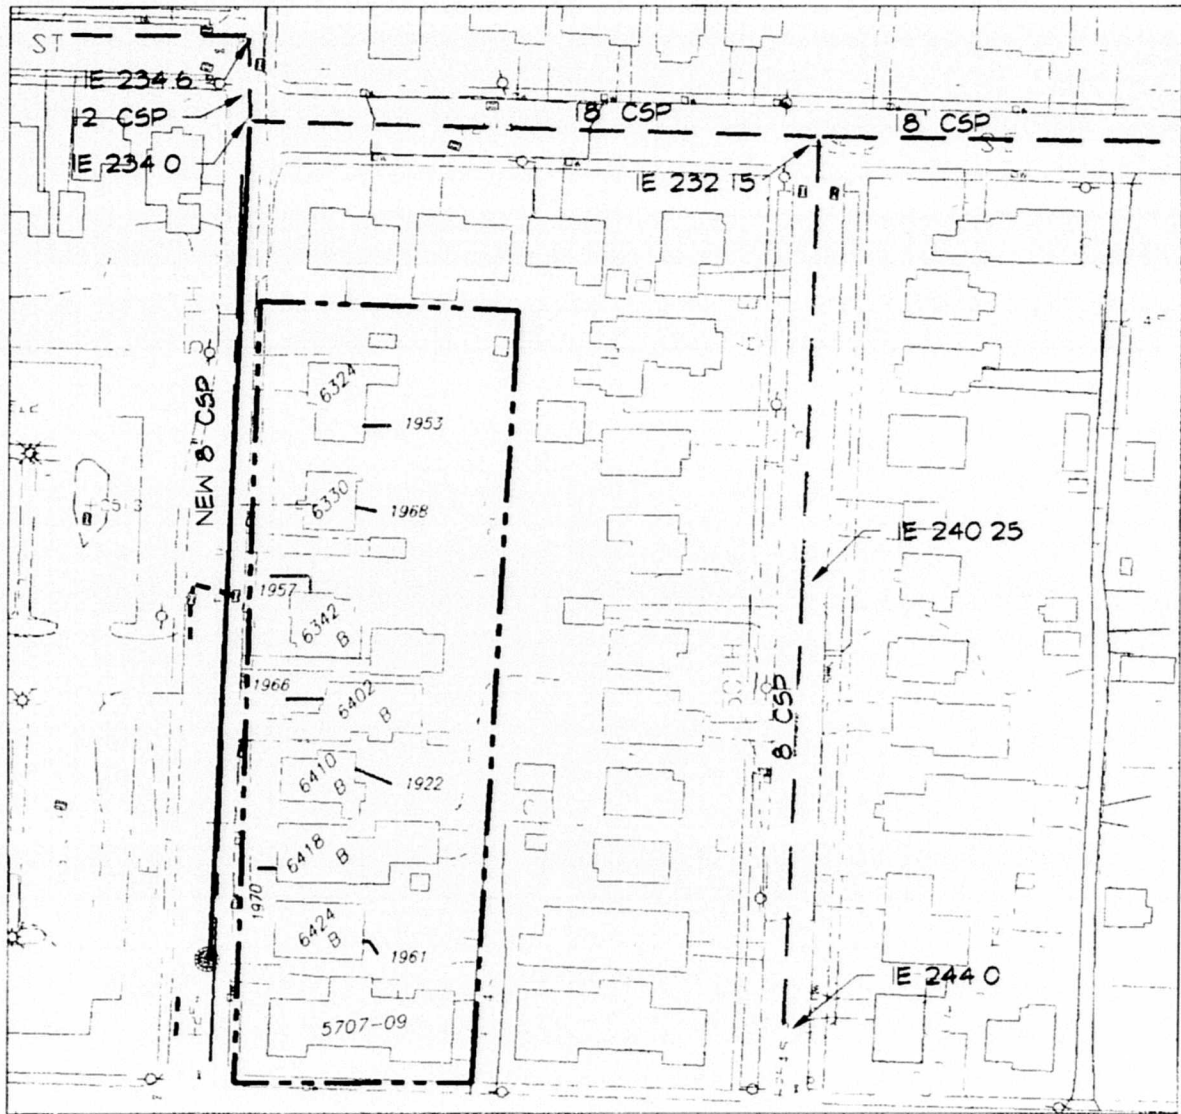 ST
IE 234 6
12 CSP
8" CSP
8" CSP
IE 234 0
IE 232 15
NEW 8" CSP
6324
1953
6330
1968
1957
6342
B
IE 240 25
1966
6402
B
8" CSP
6410
B
1922
6418
B
1970
6424
B
1961
IE 244 0
5707-09